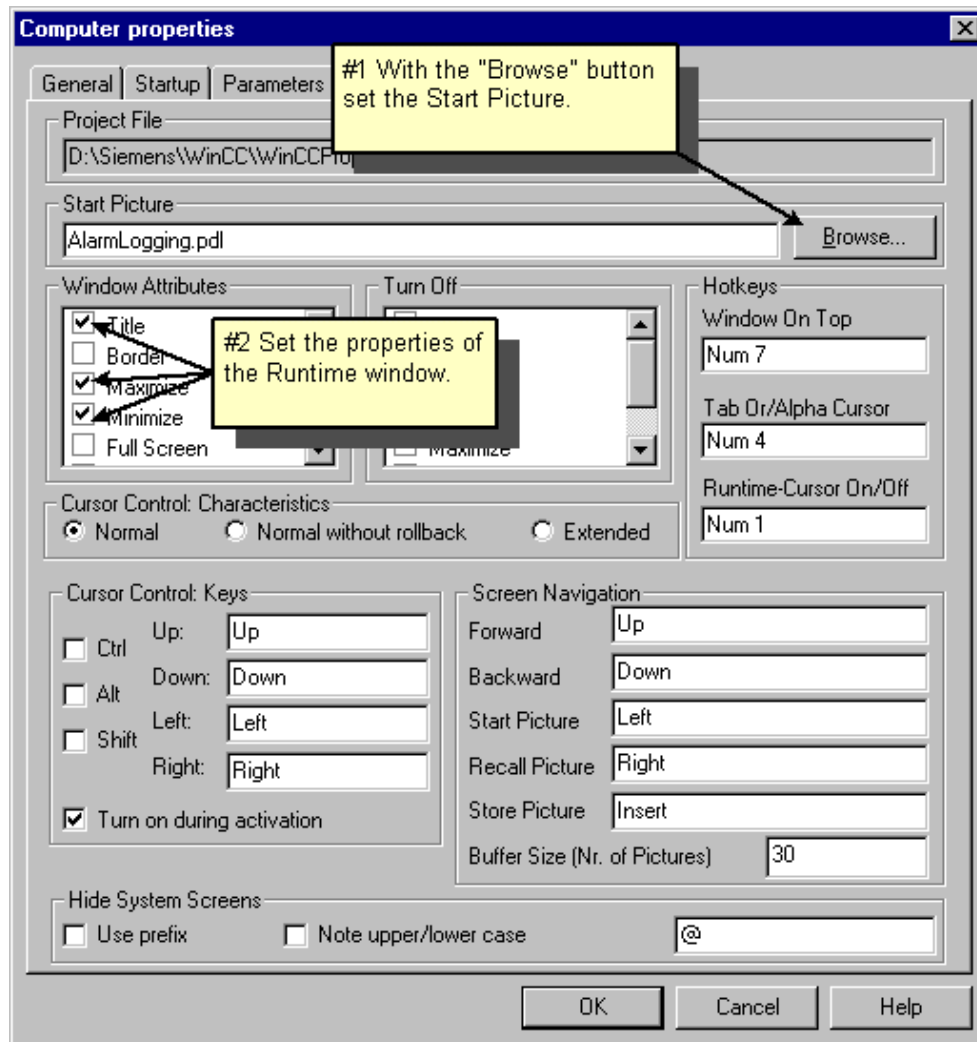 Computer properties
#1 With the "Browse" button
set the Start Picture.
General Startup Parameters
Project File
D:\Siemens\WinCC\WinCCPro
Start Picture
AlarmLogging.pdl Browse...
Window Attributes Turn Off Hotkeys
Title
Border
Maximize
Minimize
Full Screen
#2 Set the properties of
the Runtime window.
Maximize
Window On Top
Num 7
Tab Or/Alpha Cursor
Num 4
Runtime-Cursor On/Off
Num 1
Cursor Control: Characteristics
Normal Normal without rollback Extended
Cursor Control: Keys
Ctrl
Alt
Shift
Up: Up
Down: Down
Left: Left
Right: Right
Turn on during activation
Screen Navigation
Forward Up
Backward Down
Start Picture Left
Recall Picture Right
Store Picture Insert
Buffer Size (Nr. of Pictures) 30
Hide System Screens
Use prefix Note upper/lower case @
OK Cancel Help